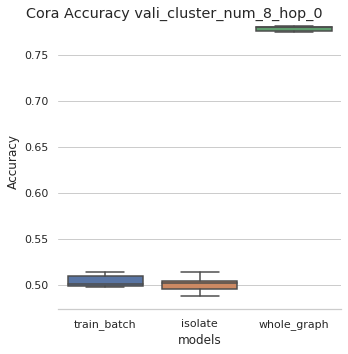 Cora Accuracy vali_cluster_num_8_hop_0
0.75
0.70
0.65
0.60
0.55
0.50
Accuracy
train_batch isolate whole_graph
models